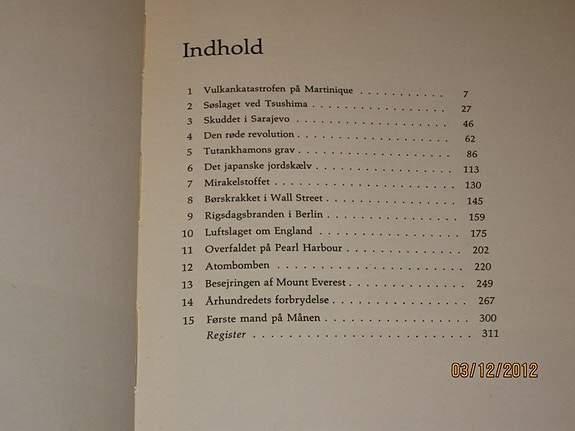 Indhold
1 Vulkankatastrofen på Martinique . . . . . . . . . . 7
2 Søslaget ved Tsushima . . . . . . . . . . . . . . . 27
3 Skuddet i Sarajevo . . . . . . . . . . . . . . . . 46
4 Den røde revolution . . . . . . . . . . . . . . . . 62
5 Tutankhamons grav . . . . . . . . . . . . . . . . . 86
6 Det japanske jordskælv . . . . . . . . . . . . . . 113
7 Mirakelstoffet . . . . . . . . . . . . . . . . . . 130
8 Børskrakket i Wall Street . . . . . . . . . . . . . 145
9 Rigsdagsbranden i Berlin . . . . . . . . . . . . . 159
10 Luftslaget om England . . . . . . . . . . . . . . 175
11 Overfaldet på Pearl Harbour . . . . . . . . . . . . 202
12 Atombomben . . . . . . . . . . . . . . . . . . . 220
13 Besejringen af Mount Everest . . . . . . . . . . . 249
14 Århundredets forbrydelse . . . . . . . . . . . . . 267
15 Første mand på Månen . . . . . . . . . . . . . . 300
Register . . . . . . . . . . . . . . . . . . . . . 311
03/12/2012